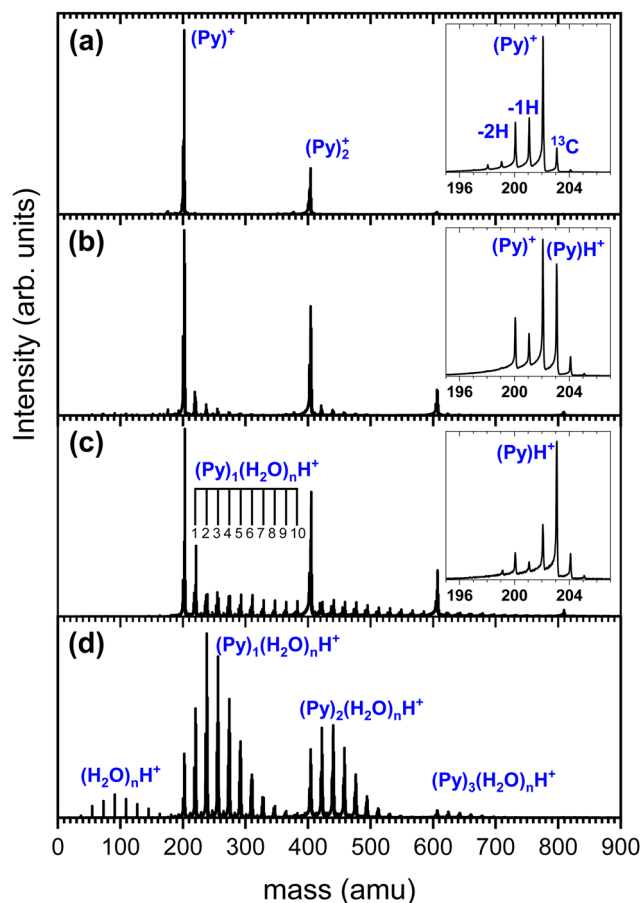 Intensity (arb. units)
(a)
(Py)⁺
(Py)₂⁺
(Py)⁺
-2H
-1H
¹³C
196 200 204
(b)
(Py)⁺ (Py)H⁺
196 200 204
(c)
(Py)₁(H₂O)ₙH⁺
1 2 3 4 5 6 7 8 9 10
(Py)H⁺
196 200 204
(d)
(Py)₁(H₂O)ₙH⁺
(Py)₂(H₂O)ₙH⁺
(H₂O)ₙH⁺
(Py)₃(H₂O)ₙH⁺
0 100 200 300 400 500 600 700 800 900
mass (amu)